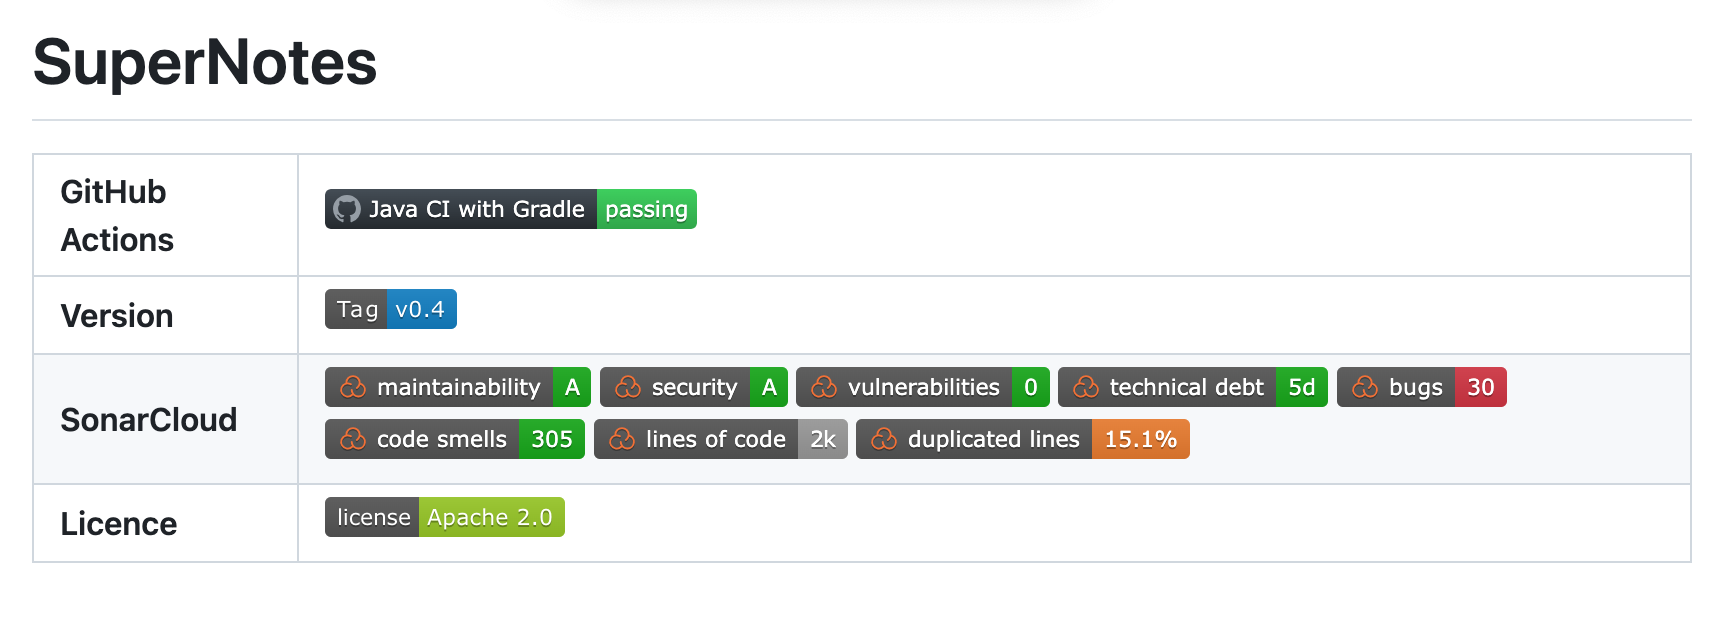 SuperNotes
GitHub
Actions
Java CI with Gradle passing
Version
Tag v0.4
SonarCloud
maintainability A security A vulnerabilities 0 technical debt 5d bugs 30
code smells 305 lines of code 2k duplicated lines 15.1%
Licence
license Apache 2.0